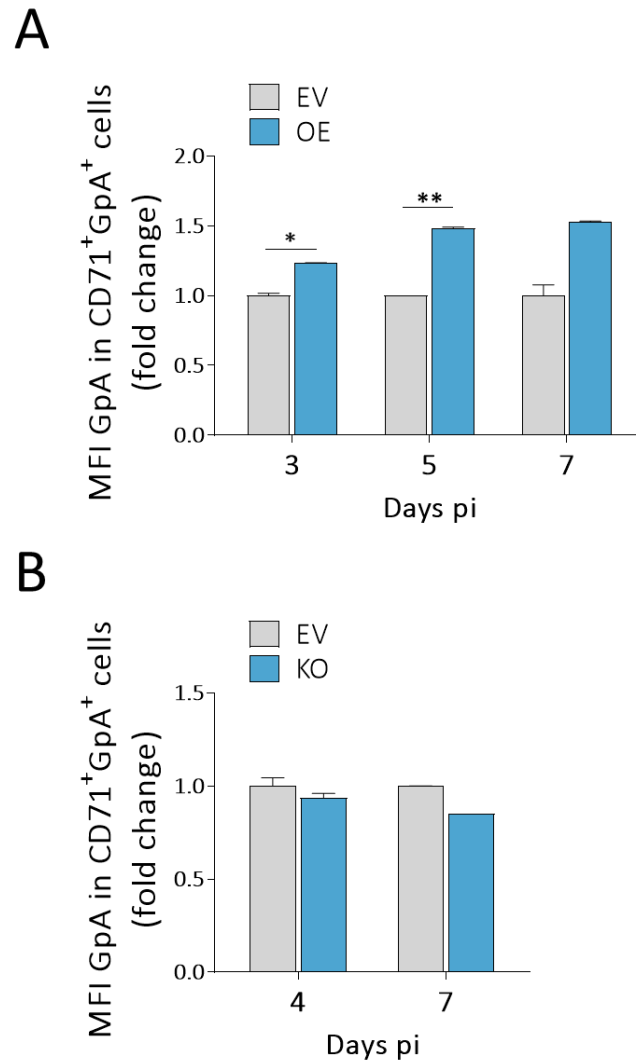 A
EV
OE
MFI GpA in CD71⁺GpA⁺ cells
(fold change)
2.0
1.5
1.0
0.5
0.0
*
**
3 5 7
Days pi
B
EV
KO
MFI GpA in CD71⁺GpA⁺ cells
(fold change)
1.5
1.0
0.5
0.0
4 7
Days pi